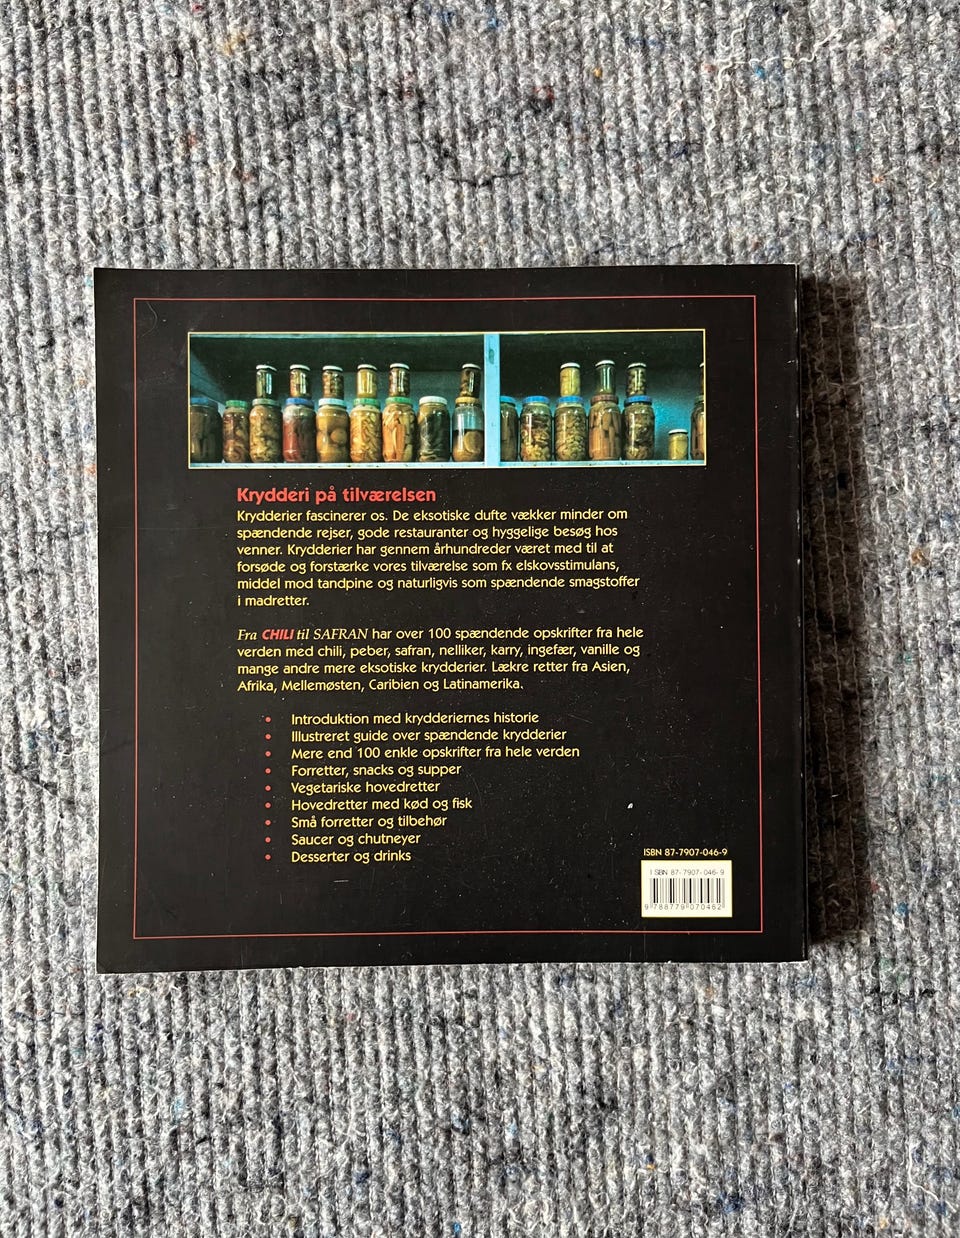 Krydderi på tilværelsen
Krydderier fascinerer os. De eksotiske dufte vækker minder om
spændende rejser, gode restauranter og hyggelige besøg hos
venner. Krydderier har gennem århundreder været med til at
forsøde og forstærke vores tilværelse som fx elskovsstimulans,
middel mod tandpine og naturligvis som spændende smagstoffer
i madretter.
Fra CHILI til SAFRAN har over 100 spændende opskrifter fra hele
verden med chili, peber, safran, nelliker, karry, ingefær, vanille og
mange andre mere eksotiske krydderier. Lækre retter fra Asien,
Afrika, Mellemøsten, Caribien og Latinamerika.
• Introduktion med krydderiernes historie
• Illustreret guide over spændende krydderier
• Mere end 100 enkle opskrifter fra hele verden
• Forretter, snacks og supper
• Vegetariske hovedretter
• Hovedretter med kød og fisk
• Små forretter og tilbehør
• Saucer og chutneyer
• Desserter og drinks
ISBN 87-7907-046-9
ISBN 87-7907-046-9
9 788779 070462